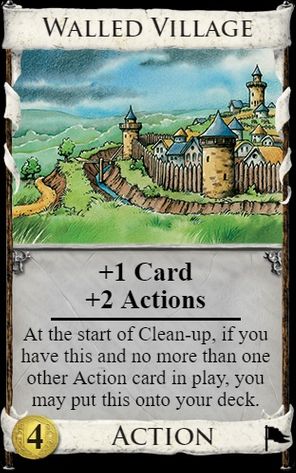 WALLED VILLAGE
+1 Card
+2 Actions
At the start of Clean-up, if you
have this and no more than one
other Action card in play, you
may put this onto your deck.
4
ACTION